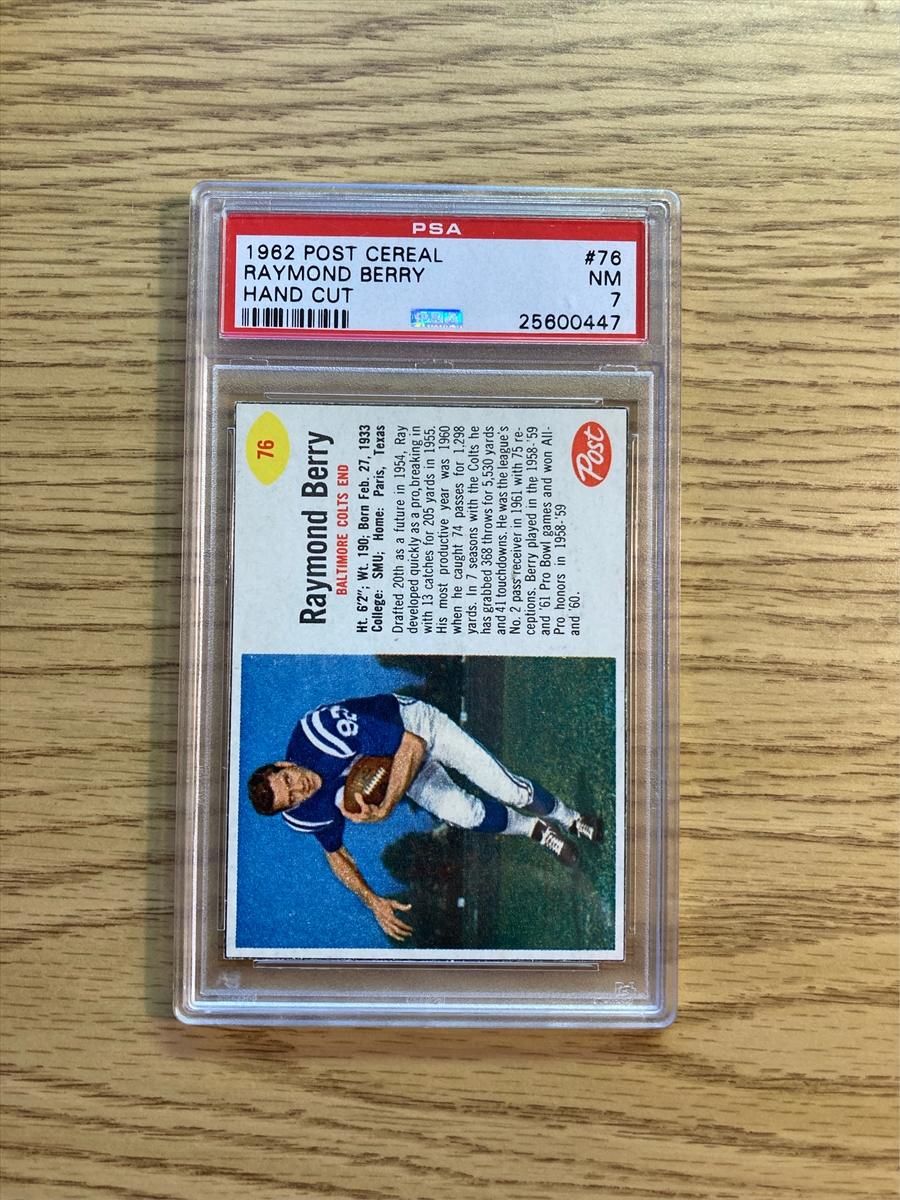 PSA
1962 POST CEREAL #76
RAYMOND BERRY NM
HAND CUT 7
25600447
76
Raymond Berry
BALTIMORE COLTS END
Ht. 6'2"; Wt. 190; Born Feb. 27, 1933
College: SMU; Home: Paris, Texas
Drafted 20th as a future in 1954, Ray
developed quickly as a pro, breaking in
with 13 catches for 205 yards in 1955.
His most productive year was 1960
when he caught 74 passes for 1,298
yards. In 7 seasons with the Colts he
has grabbed 368 throws for 5,530 yards
and 41 touchdowns. He was the league's
No. 2 pass receiver in 1961 with 75 re-
ceptions. Berry played in the 1958-'59
and '61 Pro Bowl games and won All-
Pro honors in 1958-59
and '60.
Post
82